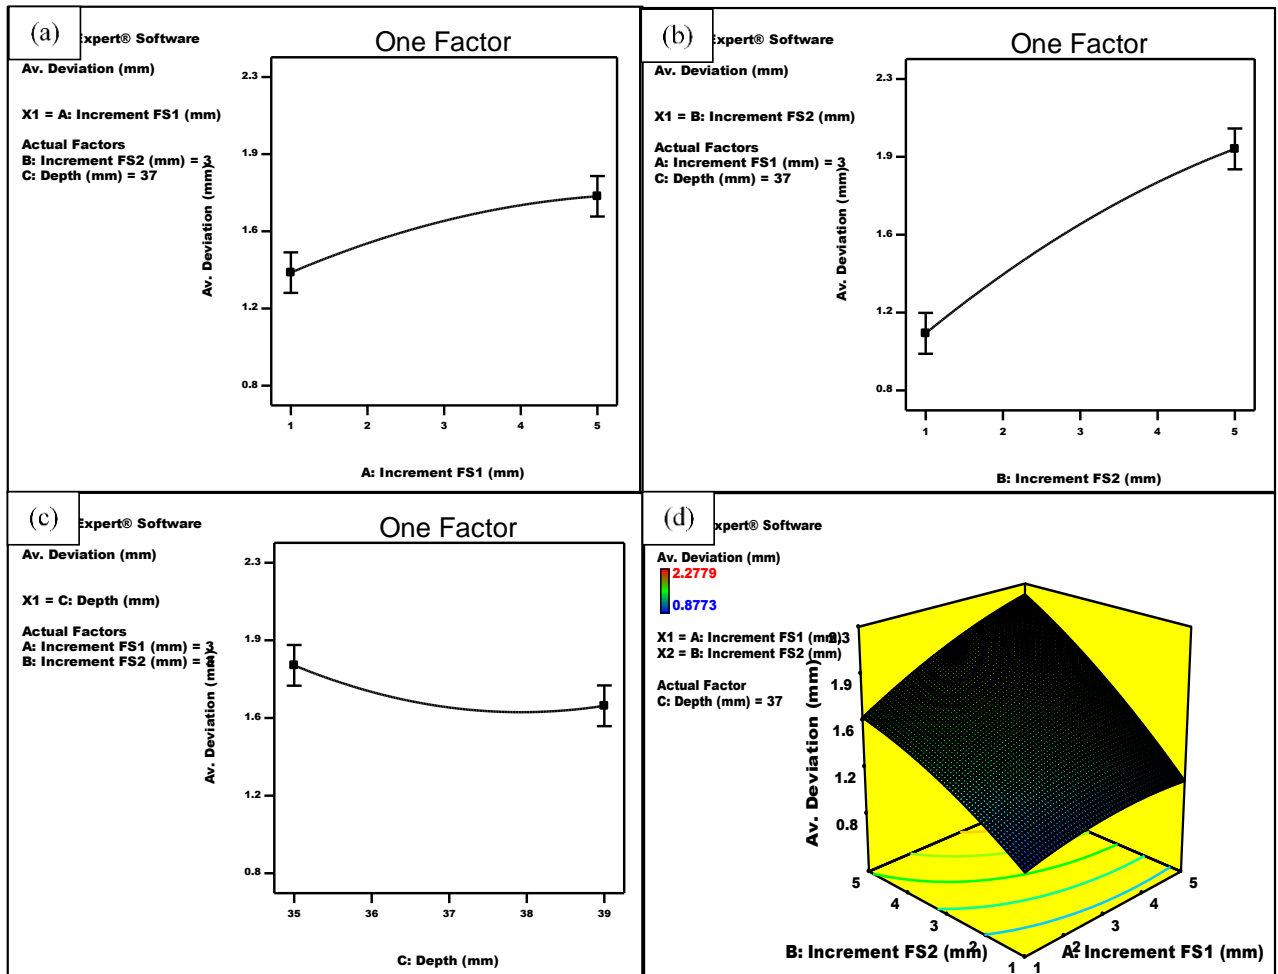 (a)
Expert® Software
One Factor
Av. Deviation (mm)
X1 = A: Increment FS1 (mm)
Actual Factors
B: Increment FS2 (mm) = 3
C: Depth (mm) = 37
Av. Deviation (mm)
2.3
1.9
1.6
1.2
0.8
1 2 3 4 5
A: Increment FS1 (mm)
(b)
Expert® Software
One Factor
Av. Deviation (mm)
X1 = B: Increment FS2 (mm)
Actual Factors
A: Increment FS1 (mm) = 3
C: Depth (mm) = 37
Av. Deviation (mm)
2.3
1.9
1.6
1.2
0.8
1 2 3 4 5
B: Increment FS2 (mm)
(c)
Expert® Software
One Factor
Av. Deviation (mm)
X1 = C: Depth (mm)
Actual Factors
A: Increment FS1 (mm) = 3
B: Increment FS2 (mm) =
Av. Deviation (mm)
2.3
1.9
1.6
1.2
0.8
35 36 37 38 39
C: Depth (mm)
(d)
xpert® Software
Av. Deviation (mm)
2.2779
0.8773
X1 = A: Increment FS1 (mm)
X2 = B: Increment FS2 (mm)
Actual Factor
C: Depth (mm) = 37
Av. Deviation (mm)
2.3
1.9
1.6
1.2
0.8
5 4 3 2 1
1 2 3 4 5
B: Increment FS2 (mm)
A: Increment FS1 (mm)